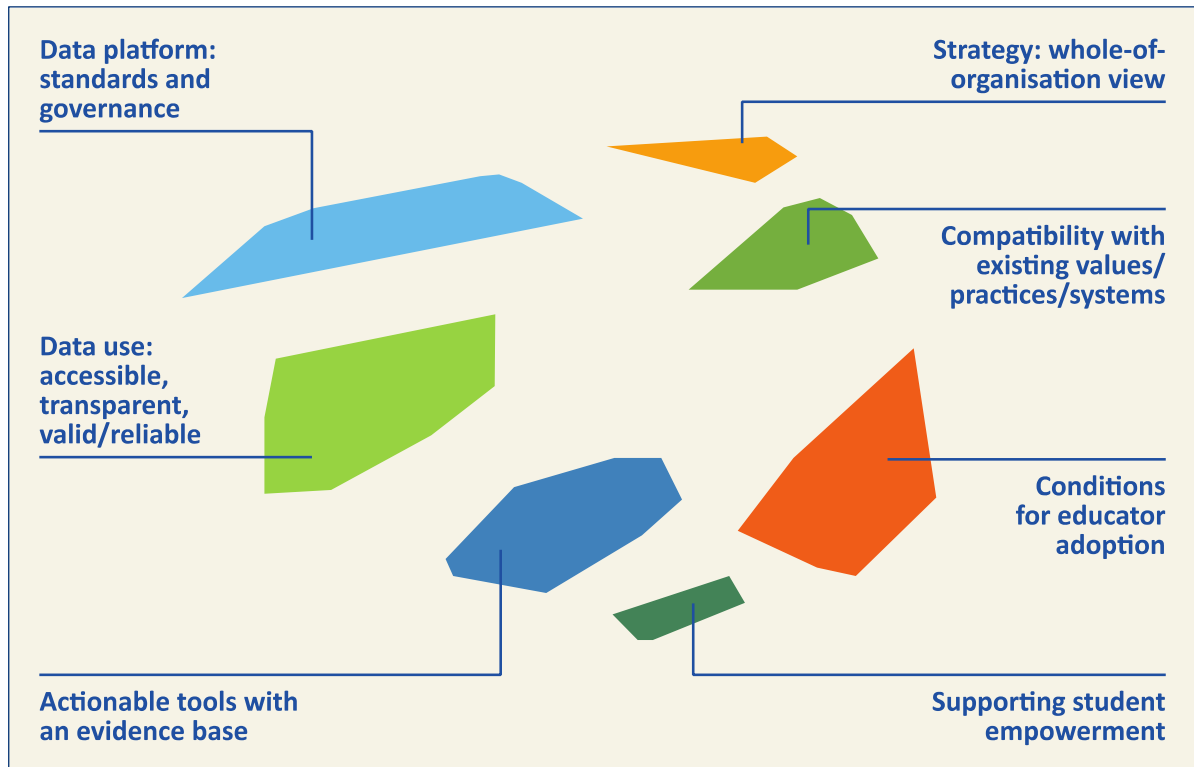 Data platform:
standards and
governance
Strategy: whole-of-
organisation view
Compatibility with
existing values/
practices/systems
Data use:
accessible,
transparent,
valid/reliable
Conditions
for educator
adoption
Actionable tools with
an evidence base
Supporting student
empowerment